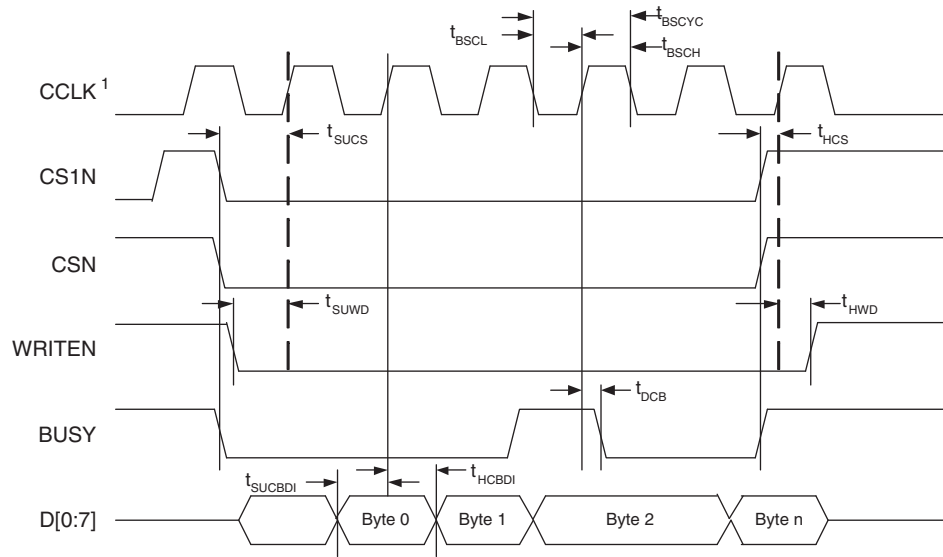 t_BSCYC
t_BSCL
t_BSCH
CCLK ¹
t_SUCS
t_HCS
CS1N
CSN
t_SUWD
t_HWD
WRITEN
t_DCB
BUSY
t_SUCBDI
t_HCBDI
D[0:7]
Byte 0
Byte 1
Byte 2
Byte n